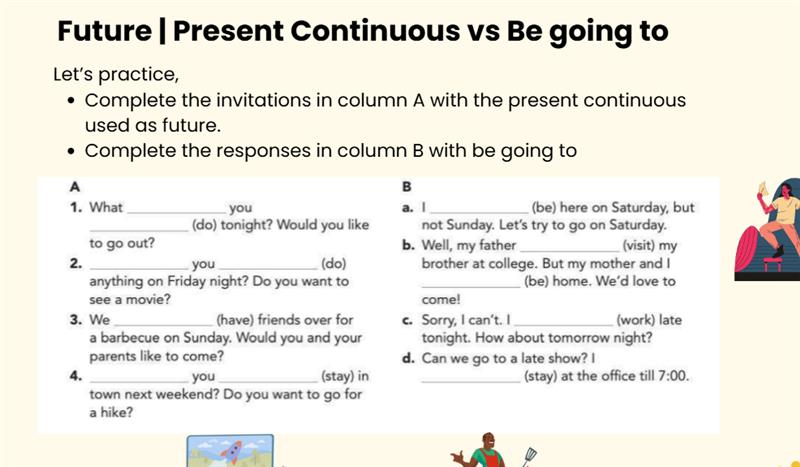 Future | Present Continuous vs Be going to
Let's practice,
• Complete the invitations in column A with the present continuous
used as future.
• Complete the responses in column B with be going to
A
1. What ______________ you
______________ (do) tonight? Would you like
to go out?
2. ______________ you ______________ (do)
anything on Friday night? Do you want to
see a movie?
3. We ______________ (have) friends over for
a barbecue on Sunday. Would you and your
parents like to come?
4. ______________ you ______________ (stay) in
town next weekend? Do you want to go for
a hike?
B
a. I ______________ (be) here on Saturday, but
not Sunday. Let's try to go on Saturday.
b. Well, my father ______________ (visit) my
brother at college. But my mother and I
______________ (be) home. We'd love to
come!
c. Sorry, I can't. I ______________ (work) late
tonight. How about tomorrow night?
d. Can we go to a late show? I
______________ (stay) at the office till 7:00.